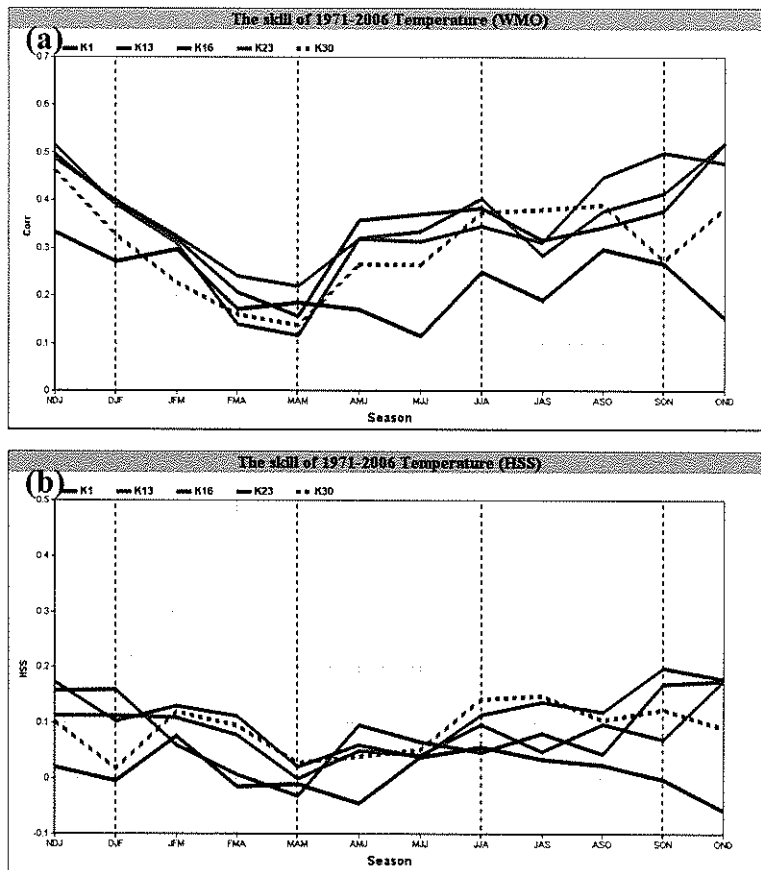 The skill of 1971-2006 Temperature (WMO)
(a)
K1 K13 K16 K23 K30
0.7
0.6
0.5
0.4
Corr
0.3
0.2
0.1
0
NDJ DJF JFM FMA MAM AMJ MJJ JJA JAS ASO SON OND
Season
The skill of 1971-2006 Temperature (HSS)
(b)
K1 K13 K16 K23 K30
0.5
0.4
0.3
0.2
HSS
0.1
0
-0.1
NDJ DJF JFM FMA MAM AMJ MJJ JJA JAS ASO SON OND
Season